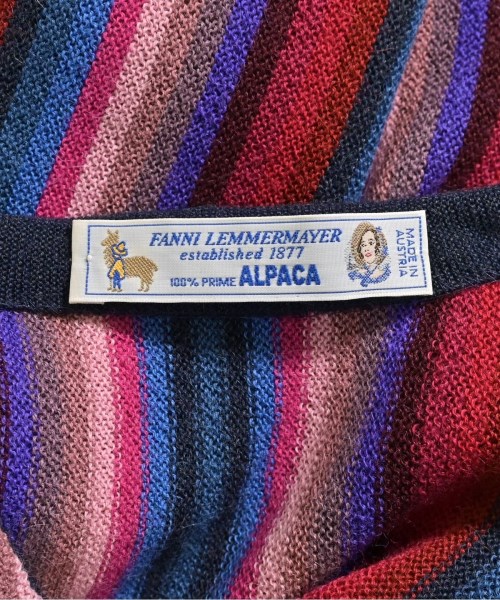 FANNI LEMMERMAYER
established 1877
100% PRIME ALPACA
MADE IN
AUSTRIA